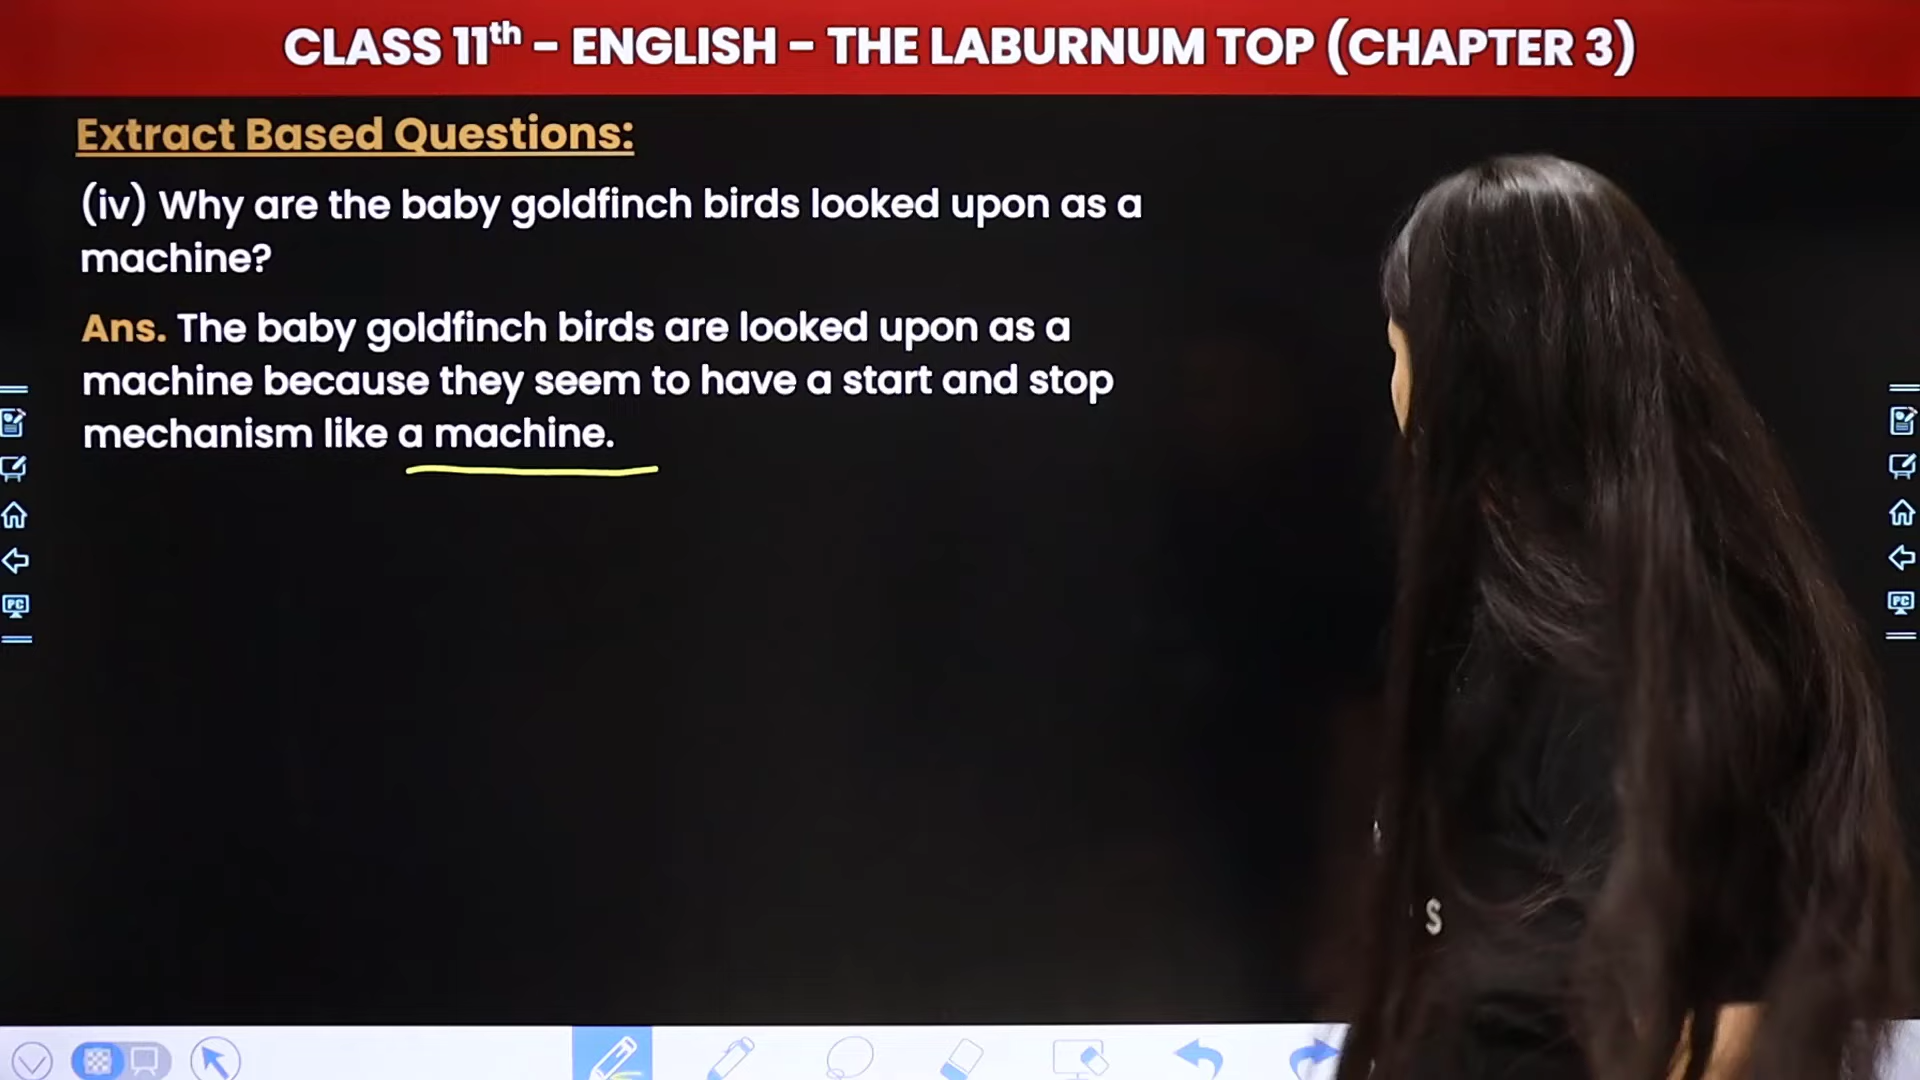 CLASS 11th – ENGLISH – THE LABURNUM TOP (CHAPTER 3)
Extract Based Questions:
(iv) Why are the baby goldfinch birds looked upon as a
machine?
Ans. The baby goldfinch birds are looked upon as a
machine because they seem to have a start and stop
mechanism like a machine.
PC
PC
S